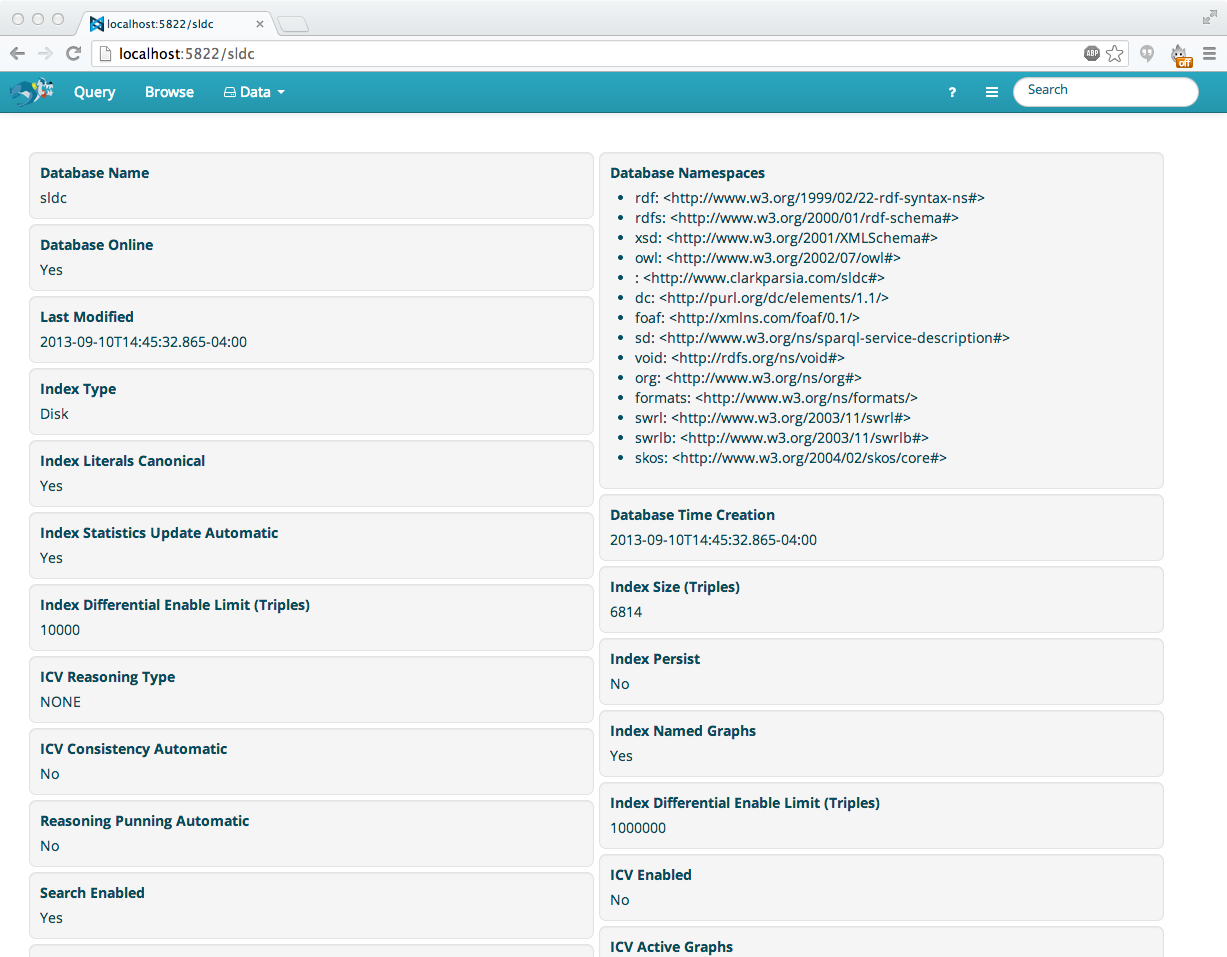 localhost:5822/sldc
localhost:5822/sldc
ABP
off
Query
Browse
Data
?
Search
Database Name
sldc
Database Online
Yes
Last Modified
2013-09-10T14:45:32.865-04:00
Index Type
Disk
Index Literals Canonical
Yes
Index Statistics Update Automatic
Yes
Index Differential Enable Limit (Triples)
10000
ICV Reasoning Type
NONE
ICV Consistency Automatic
No
Reasoning Punning Automatic
No
Search Enabled
Yes
Database Namespaces
rdf: <http://www.w3.org/1999/02/22-rdf-syntax-ns#>
rdfs: <http://www.w3.org/2000/01/rdf-schema#>
xsd: <http://www.w3.org/2001/XMLSchema#>
owl: <http://www.w3.org/2002/07/owl#>
: <http://www.clarkparsia.com/sldc#>
dc: <http://purl.org/dc/elements/1.1/>
foaf: <http://xmlns.com/foaf/0.1/>
sd: <http://www.w3.org/ns/sparql-service-description#>
void: <http://rdfs.org/ns/void#>
org: <http://www.w3.org/ns/org#>
formats: <http://www.w3.org/ns/formats/>
swrl: <http://www.w3.org/2003/11/swrl#>
swrlb: <http://www.w3.org/2003/11/swrlb#>
skos: <http://www.w3.org/2004/02/skos/core#>
Database Time Creation
2013-09-10T14:45:32.865-04:00
Index Size (Triples)
6814
Index Persist
No
Index Named Graphs
Yes
Index Differential Enable Limit (Triples)
1000000
ICV Enabled
No
ICV Active Graphs